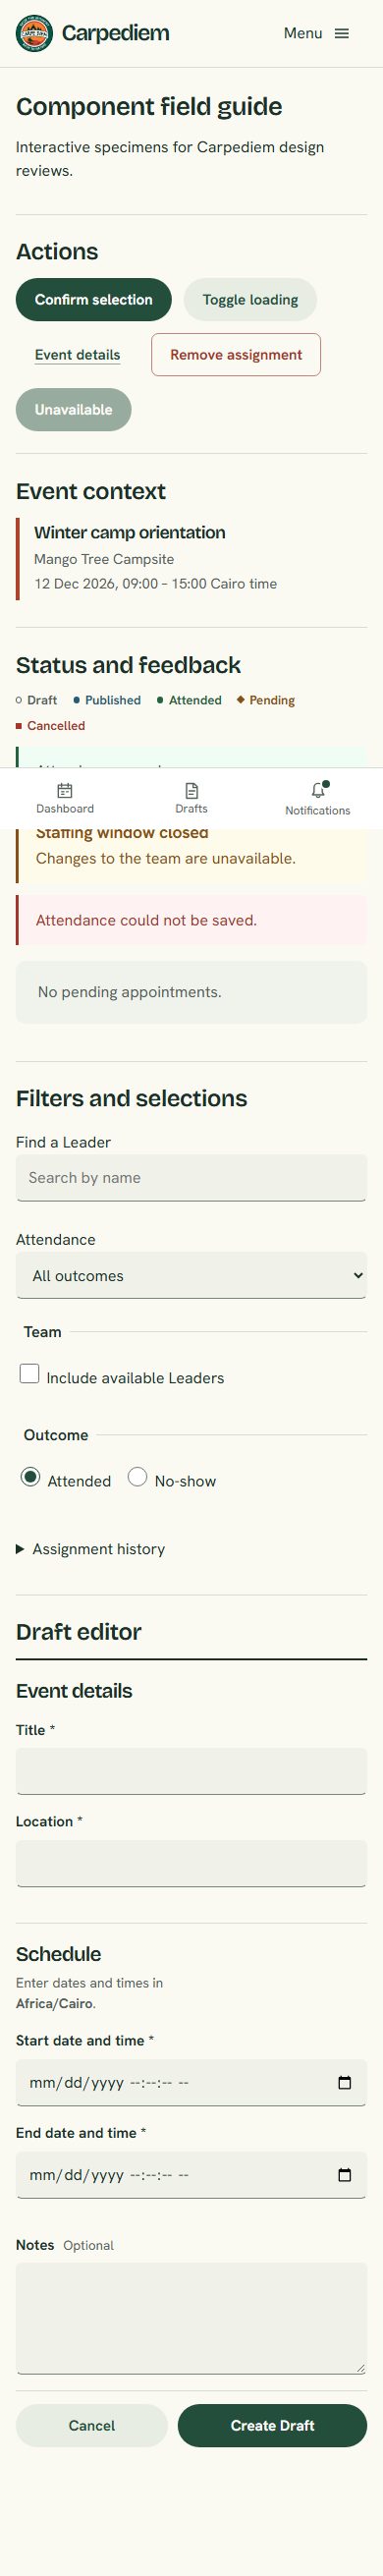 Carpediem
Menu
Component field guide
Interactive specimens for Carpediem design
reviews.
Actions
Confirm selection
Toggle loading
Event details
Remove assignment
Unavailable
Event context
Winter camp orientation
Mango Tree Campsite
12 Dec 2026, 09:00 – 15:00 Cairo time
Status and feedback
Draft
Published
Attended
Pending
Cancelled
Dashboard
Drafts
Notifications
Staffing window closed
Changes to the team are unavailable.
Attendance could not be saved.
No pending appointments.
Filters and selections
Find a Leader
Search by name
Attendance
All outcomes
Team
Include available Leaders
Outcome
Attended
No-show
Assignment history
Draft editor
Event details
Title *
Location *
Schedule
Enter dates and times in
Africa/Cairo.
Start date and time *
mm/dd/yyyy --:--:-- --
End date and time *
mm/dd/yyyy --:--:-- --
Notes Optional
Cancel
Create Draft